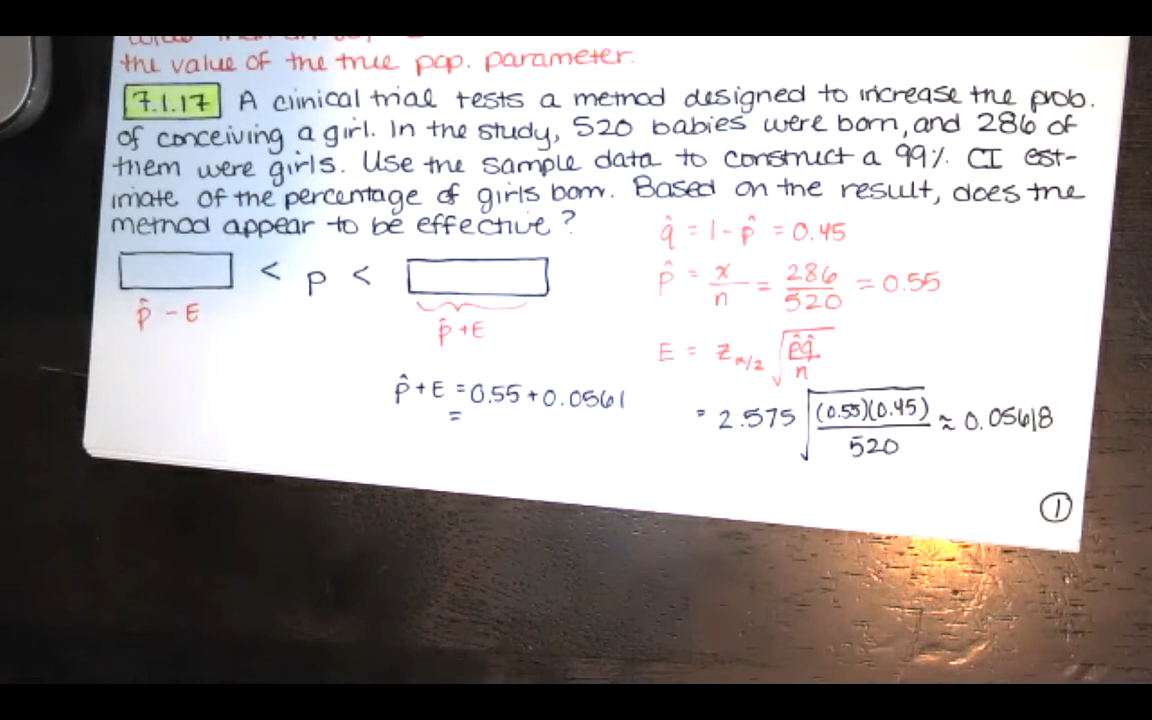 the value of the true pop. parameter.
7.1.17 A clinical trial tests a method designed to increase the prob.
of conceiving a girl. In the study, 520 babies were born, and 286 of
them were girls. Use the sample data to construct a 99% CI est-
imate of the percentage of girls born. Based on the result, does the
method appear to be effective?
q̂ = 1 - p̂ = 0.45
< p <
p̂ = x/n = 286/520 = 0.55
p̂ - E
p̂ + E
E = z α/2 √(p̂q̂/n)
p̂ + E = 0.55 + 0.0561
=
= 2.575 √((0.55)(0.45)/520) ≈ 0.05618
1